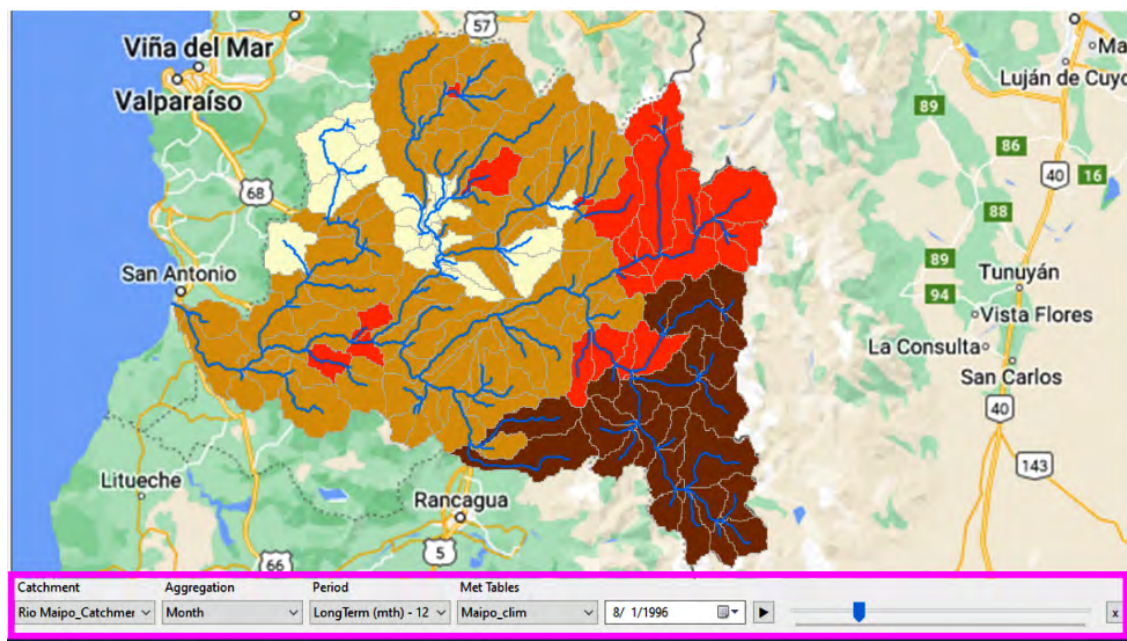 57
Viña del Mar
Valparaíso
Ma
Luján de Cuyo
89
86
40
16
68
88
San Antonio
89
Tunuyán
94
Vista Flores
La Consulta
San Carlos
40
143
Litueche
Rancagua
5
66
Catchment Aggregation Period Met Tables
Rio Maipo_Catchmer Month LongTerm (mth) - 12 Maipo_clim 8/ 1/1996 x